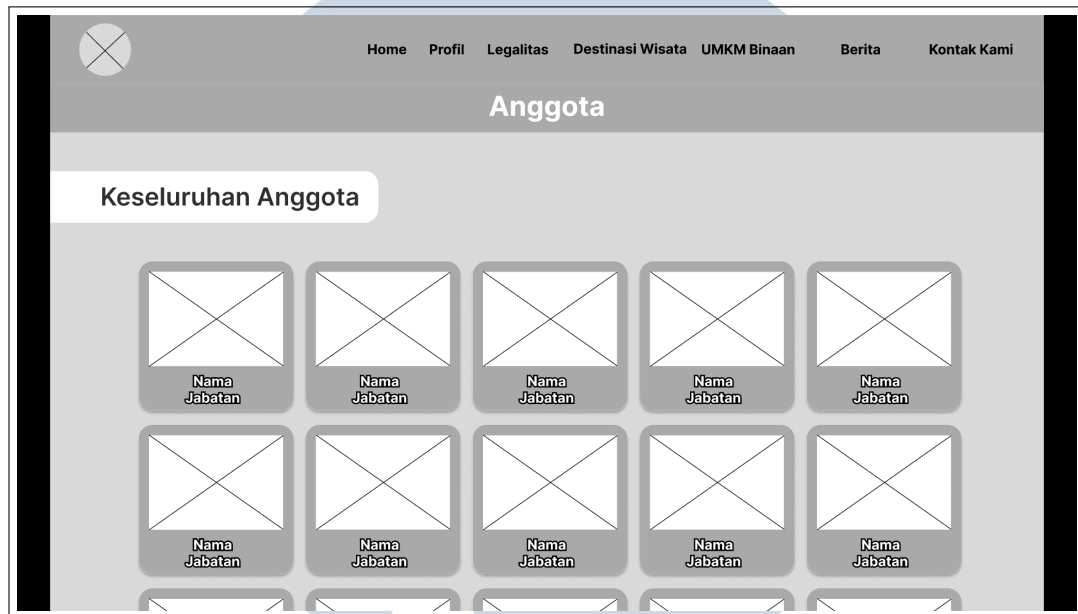 Home Profil Legalitas Destinasi Wisata UMKM Binaan Berita Kontak Kami
Anggota
Keseluruhan Anggota
Nama Nama Nama Nama Nama
Jabatan Jabatan Jabatan Jabatan Jabatan
Nama Nama Nama Nama Nama
Jabatan Jabatan Jabatan Jabatan Jabatan